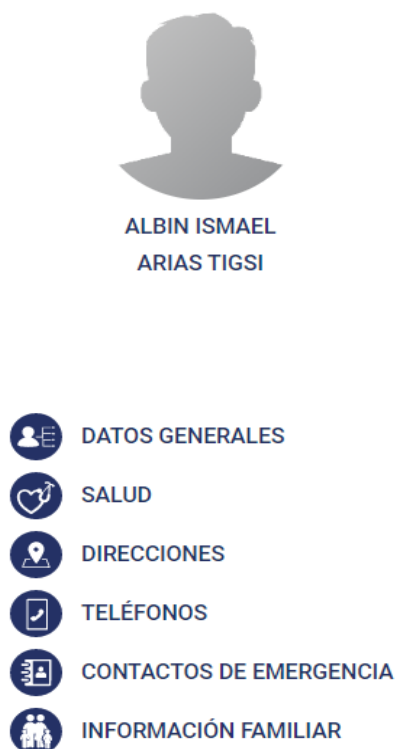 ALBIN ISMAEL
ARIAS TIGSI
DATOS GENERALES
SALUD
DIRECCIONES
TELÉFONOS
CONTACTOS DE EMERGENCIA
INFORMACIÓN FAMILIAR